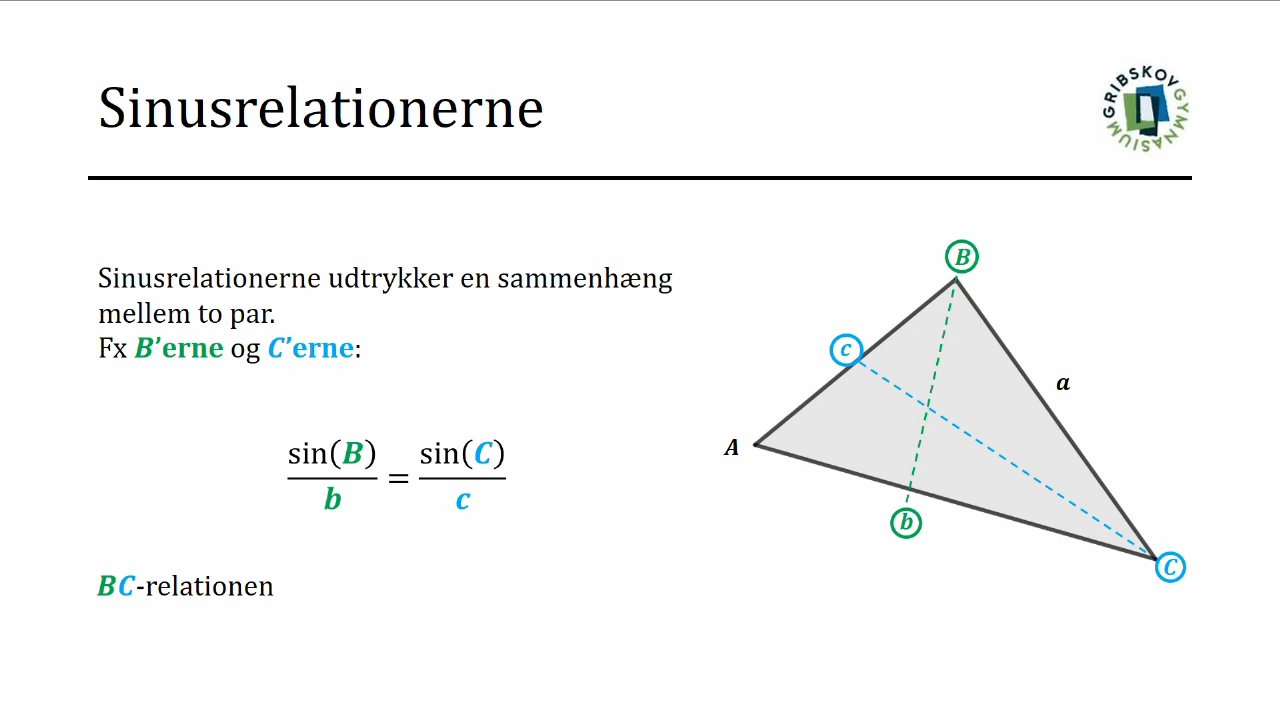 Sinusrelationerne
GRIBSKOV GYMNASIUM
Sinusrelationerne udtrykker en sammenhæng
mellem to par.
Fx B’erne og C’erne:
sin(B)/b = sin(C)/c
BC-relationen
B
c
a
A
b
C